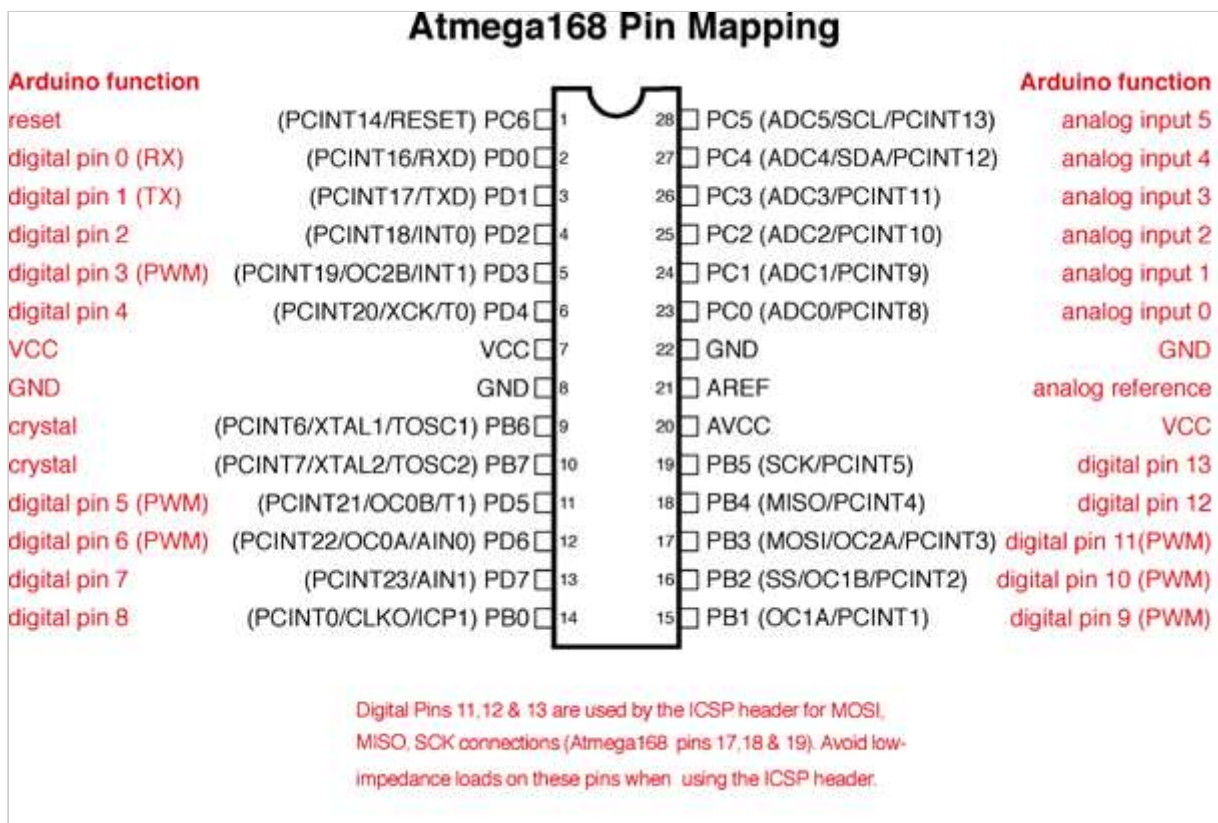 Atmega168 Pin Mapping
Arduino function Arduino function
reset (PCINT14/RESET) PC6 1 28 PC5 (ADC5/SCL/PCINT13) analog input 5
digital pin 0 (RX) (PCINT16/RXD) PD0 2 27 PC4 (ADC4/SDA/PCINT12) analog input 4
digital pin 1 (TX) (PCINT17/TXD) PD1 3 26 PC3 (ADC3/PCINT11) analog input 3
digital pin 2 (PCINT18/INT0) PD2 4 25 PC2 (ADC2/PCINT10) analog input 2
digital pin 3 (PWM) (PCINT19/OC2B/INT1) PD3 5 24 PC1 (ADC1/PCINT9) analog input 1
digital pin 4 (PCINT20/XCK/T0) PD4 6 23 PC0 (ADC0/PCINT8) analog input 0
VCC VCC 7 22 GND GND
GND GND 8 21 AREF analog reference
crystal (PCINT6/XTAL1/TOSC1) PB6 9 20 AVCC VCC
crystal (PCINT7/XTAL2/TOSC2) PB7 10 19 PB5 (SCK/PCINT5) digital pin 13
digital pin 5 (PWM) (PCINT21/OC0B/T1) PD5 11 18 PB4 (MISO/PCINT4) digital pin 12
digital pin 6 (PWM) (PCINT22/OC0A/AIN0) PD6 12 17 PB3 (MOSI/OC2A/PCINT3) digital pin 11(PWM)
digital pin 7 (PCINT23/AIN1) PD7 13 16 PB2 (SS/OC1B/PCINT2) digital pin 10 (PWM)
digital pin 8 (PCINT0/CLKO/ICP1) PB0 14 15 PB1 (OC1A/PCINT1) digital pin 9 (PWM)
Digital Pins 11,12 & 13 are used by the ICSP header for MOSI,
MISO, SCK connections (Atmega168 pins 17,18 & 19). Avoid low-
impedance loads on these pins when using the ICSP header.